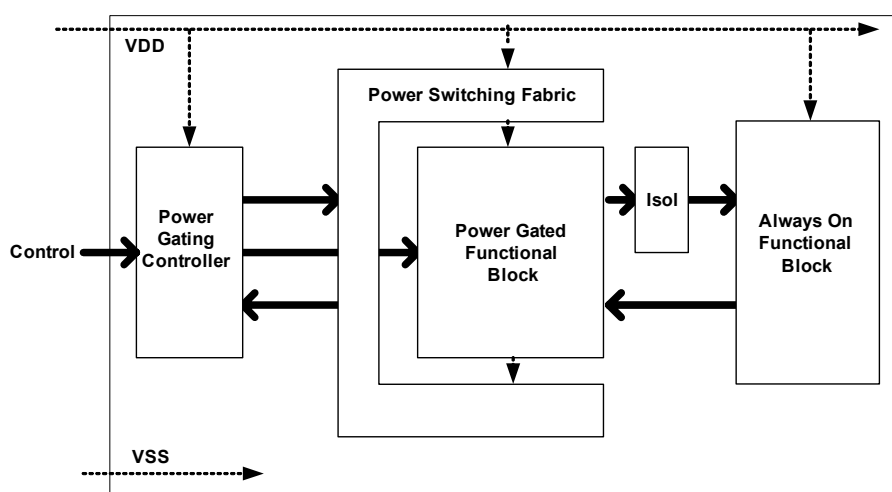 VDD
Power Switching Fabric
Power
Gating
Controller
Control
Power Gated
Functional
Block
Isol
Always On
Functional
Block
VSS